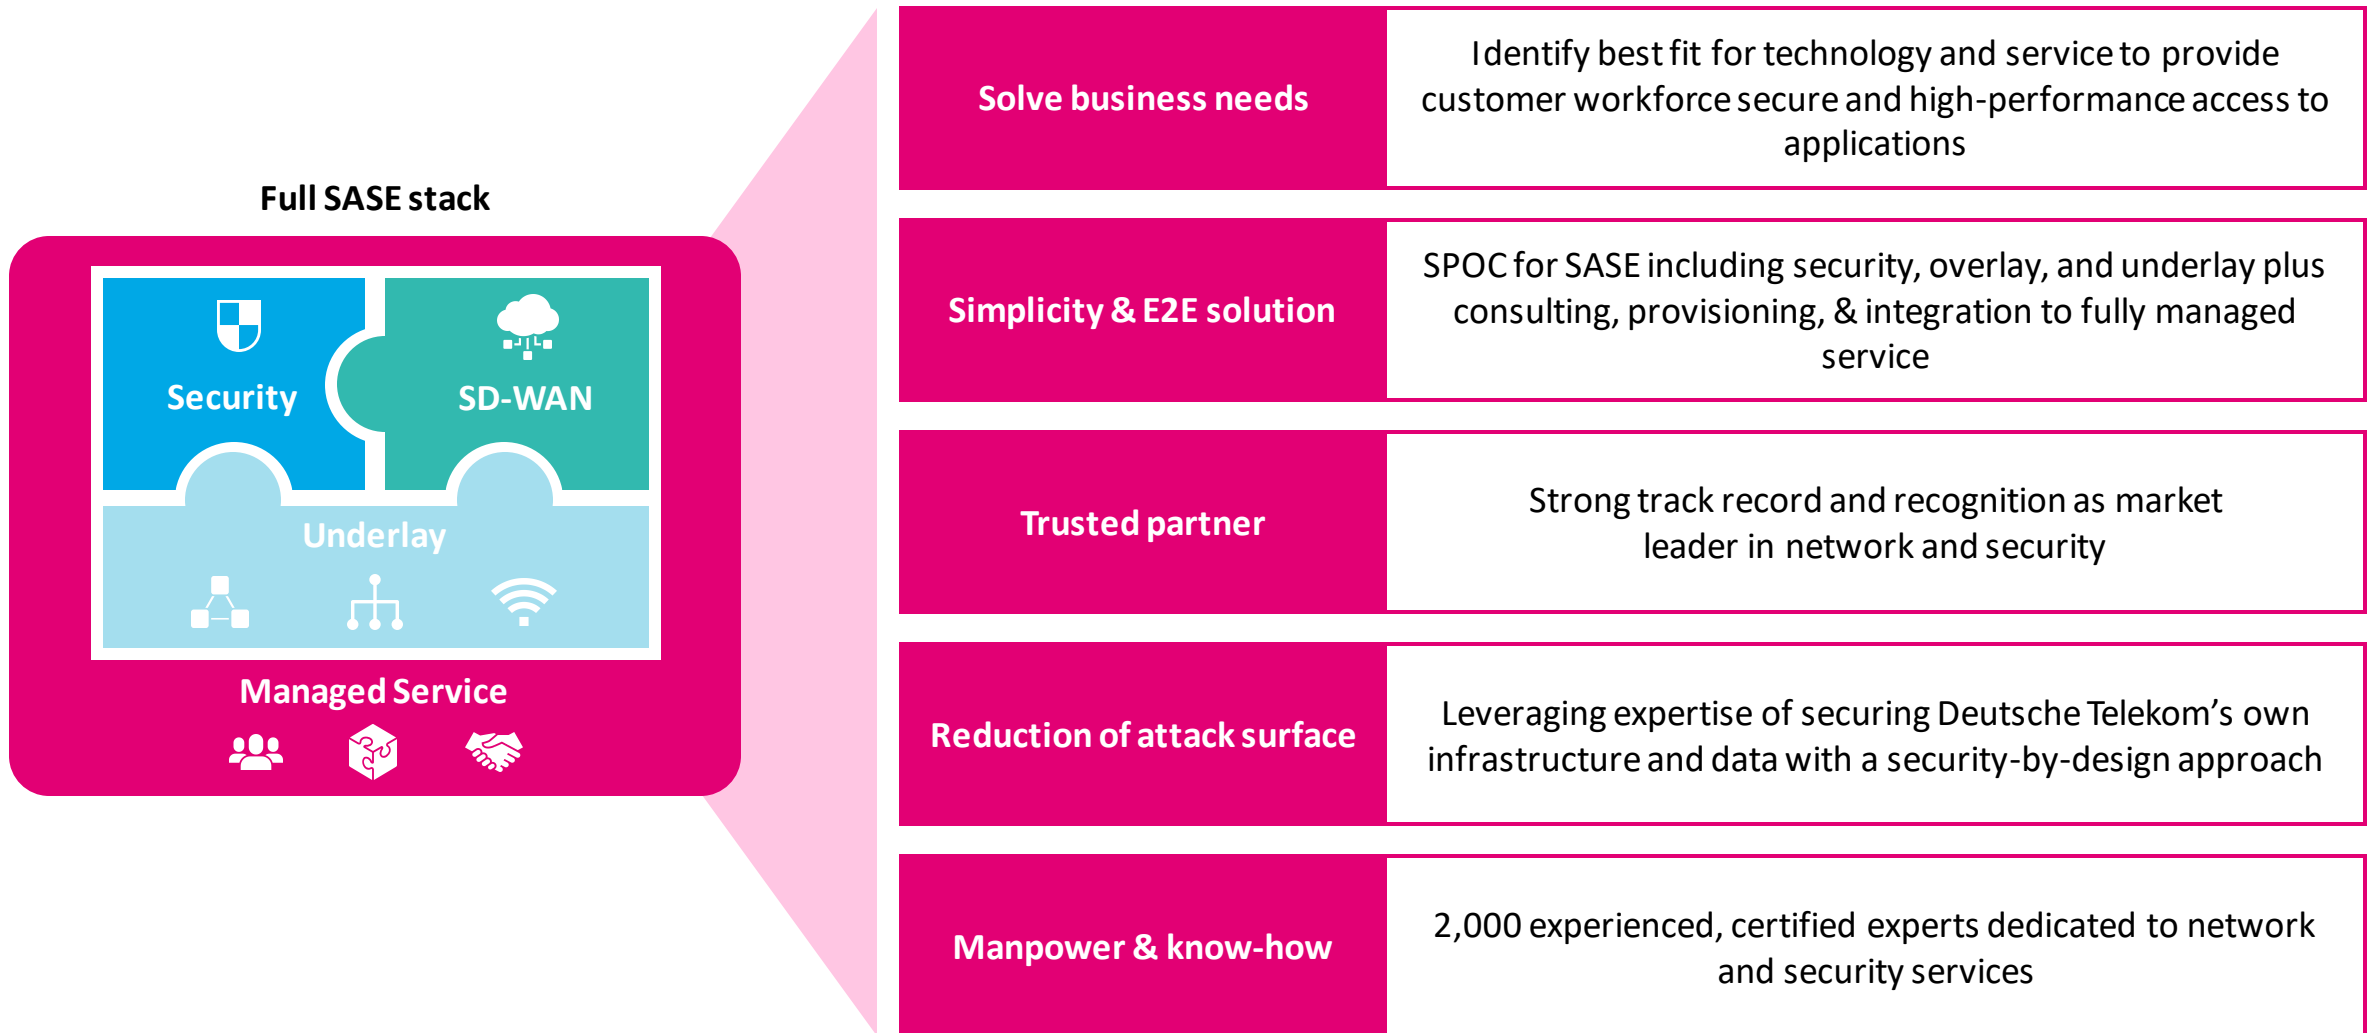 Full SASE stack
Security
SD-WAN
Underlay
Managed Service
Solve business needs
Identify best fit for technology and service to provide
customer workforce secure and high-performance access to
applications
Simplicity & E2E solution
SPOC for SASE including security, overlay, and underlay plus
consulting, provisioning, & integration to fully managed
service
Trusted partner
Strong track record and recognition as market
leader in network and security
Reduction of attack surface
Leveraging expertise of securing Deutsche Telekom’s own
infrastructure and data with a security-by-design approach
Manpower & know-how
2,000 experienced, certified experts dedicated to network
and security services